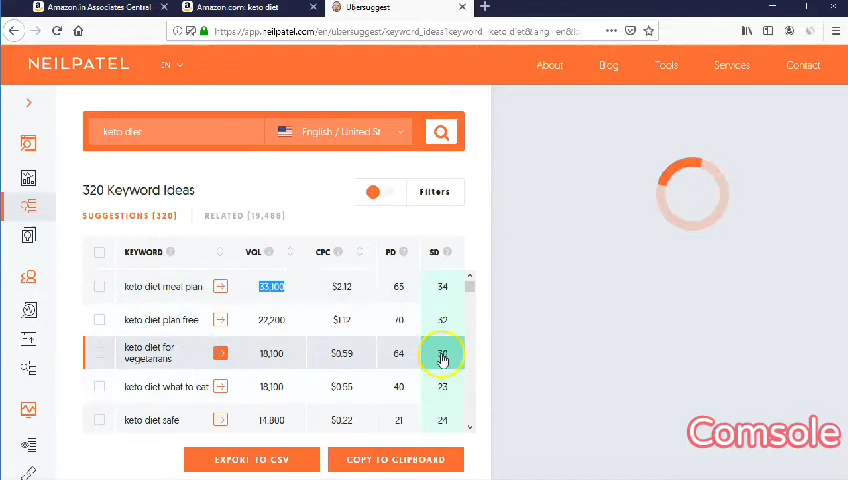 Amazon.in Associates Central
Amazon.com: keto diet
Ubersuggest
https://app.neilpatel.com/en/ubersuggest/keyword_ideas?keyword
NEILPATEL
EN
About
Blog
Tools
Services
Contact
keto diet
English / United St
320 Keyword Ideas
Filters
SUGGESTIONS (320)
RELATED (19,486)
KEYWORD VOL CPC PD SD
keto diet meal plan 33,100 $2.12 65 34
keto diet plan free 22,200 $1.12 70 32
keto diet for
vegetarians 18,100 $0.59 64
keto diet what to eat 18,100 $0.55 40 23
keto diet safe 14,800 $0.22 21 24
EXPORT TO CSV
COPY TO CLIPBOARD
Comsole